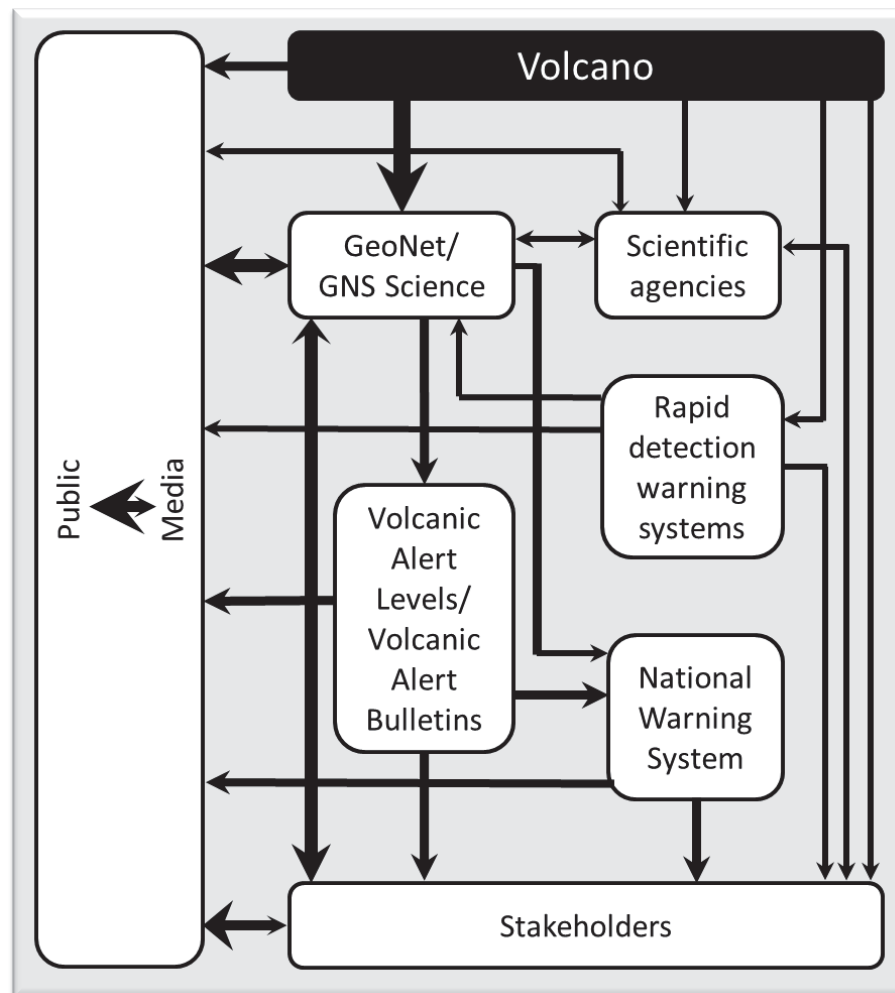 Volcano
GeoNet/
GNS Science
Scientific
agencies
Rapid
detection
warning
systems
Public
Media
Volcanic
Alert
Levels/
Volcanic
Alert
Bulletins
National
Warning
System
Stakeholders